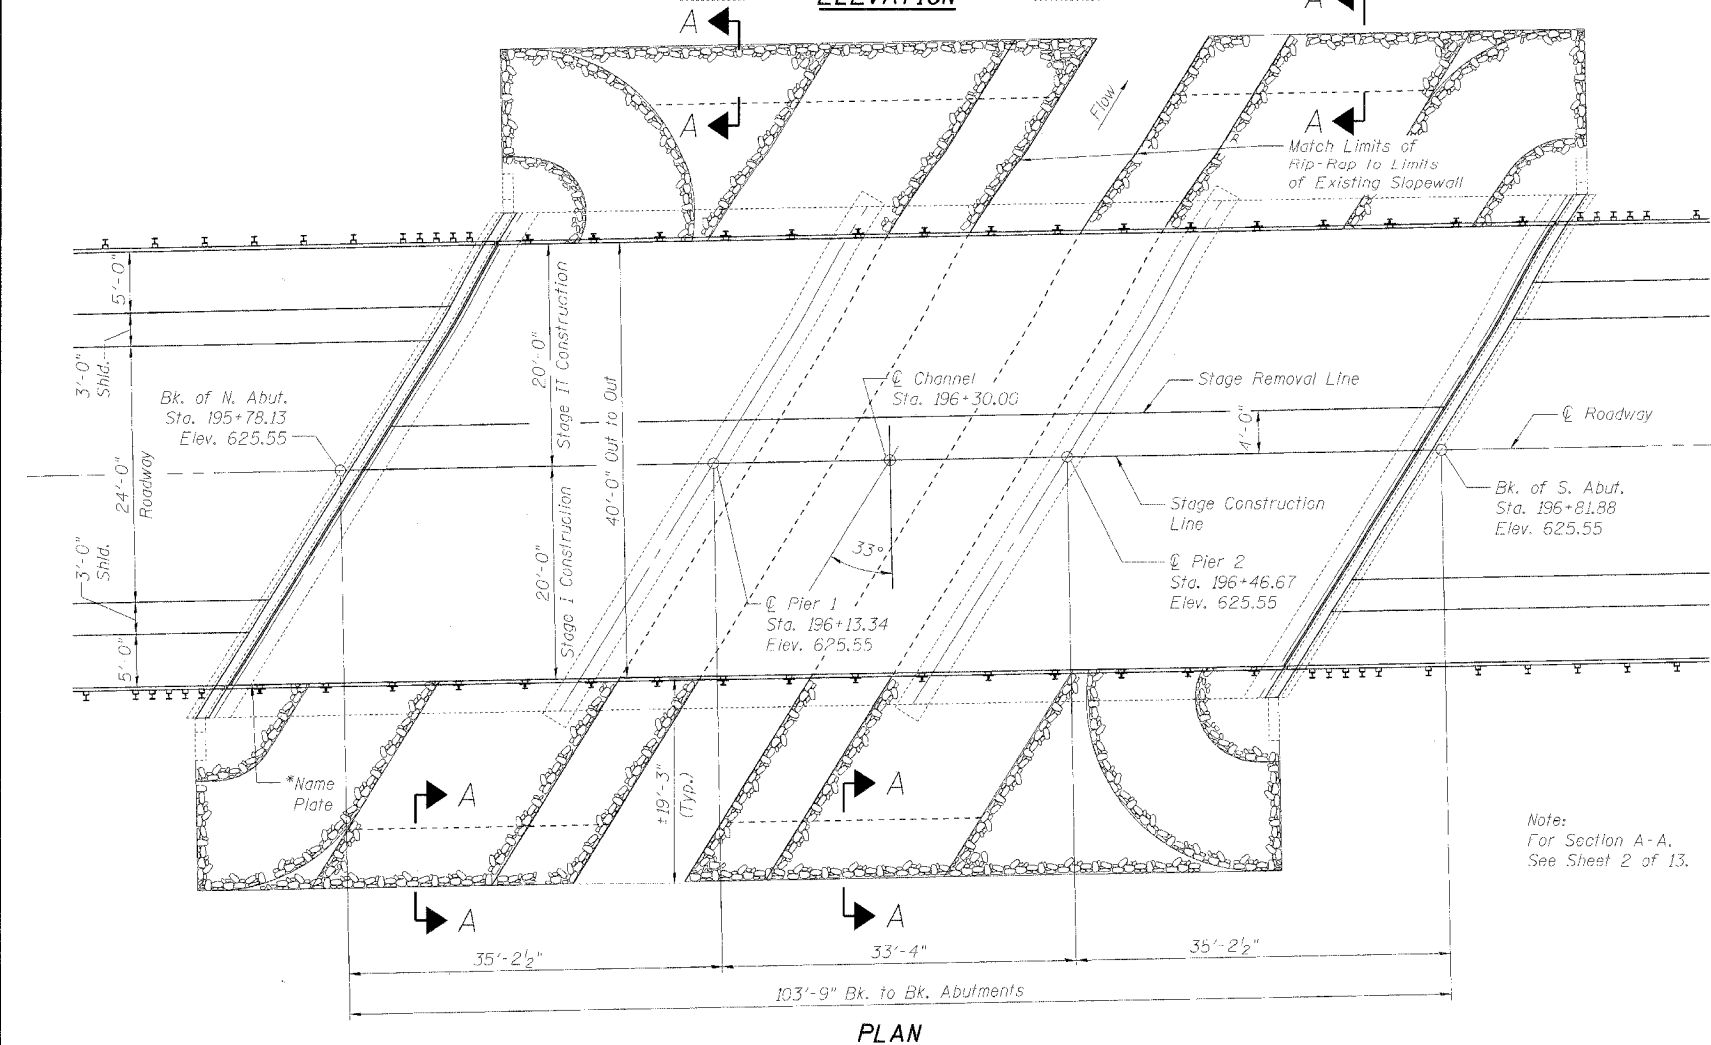 ELEVATION
A
A
A
A
A
Flow
Match Limits of
Rip-Rap to Limits
of Existing Slopewall
5'-0"
3'-0"
Shld.
24'-0"
Roadway
3'-0"
Shld.
5'-0"
Bk. of N. Abut.
Sta. 195+78.13
Elev. 625.55
20'-0"
Stage II Construction
20'-0"
Stage I Construction
40'-0" Out to Out
℄ Channel
Sta. 196+30.00
Stage Removal Line
4'-0"
℄ Roadway
33°
Stage Construction
Line
Bk. of S. Abut.
Sta. 196+81.88
Elev. 625.55
℄ Pier 1
Sta. 196+13.34
Elev. 625.55
℄ Pier 2
Sta. 196+46.67
Elev. 625.55
*Name
Plate
±19'-3"
(Typ.)
A
A
A
A
Note:
For Section A-A,
See Sheet 2 of 13.
35'-2½"
33'-4"
35'-2½"
103'-9" Bk. to Bk. Abutments
PLAN